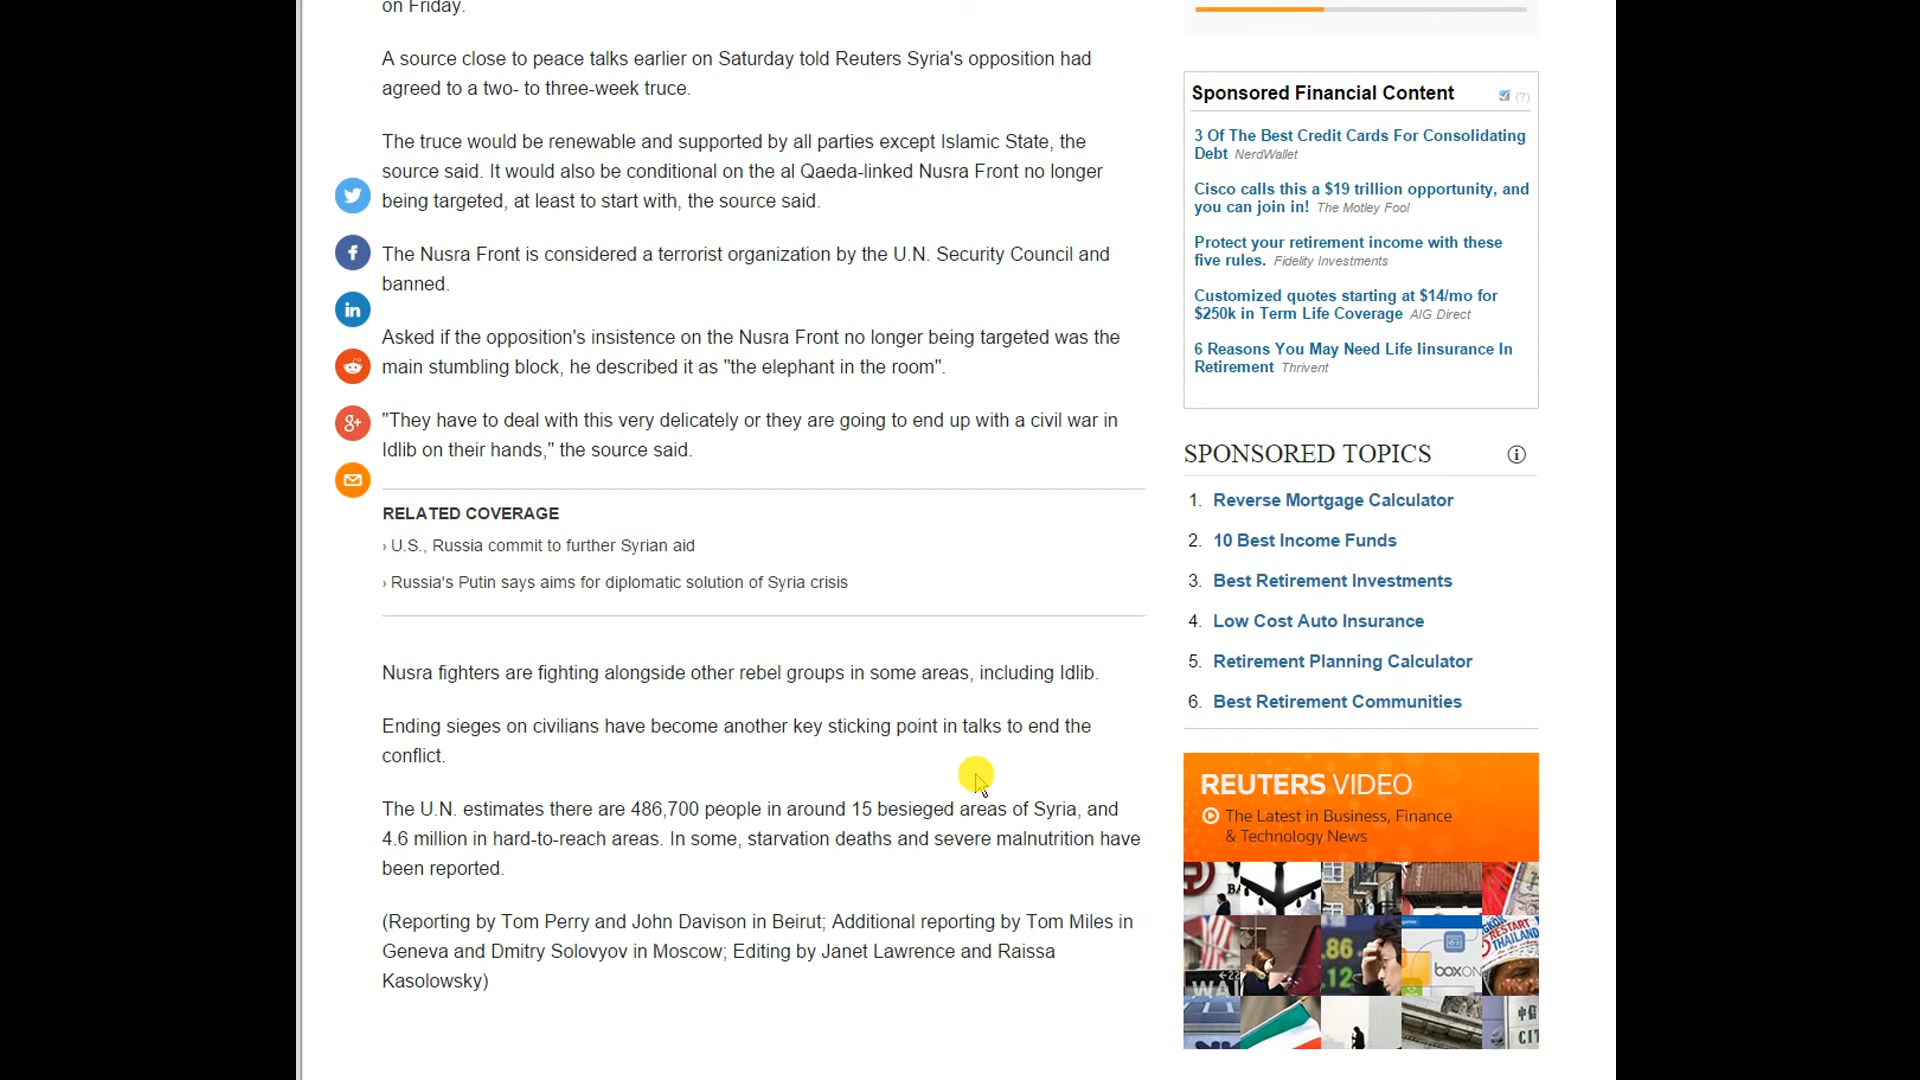 on Friday.
A source close to peace talks earlier on Saturday told Reuters Syria's opposition had
agreed to a two- to three-week truce.
The truce would be renewable and supported by all parties except Islamic State, the
source said. It would also be conditional on the al Qaeda-linked Nusra Front no longer
being targeted, at least to start with, the source said.
The Nusra Front is considered a terrorist organization by the U.N. Security Council and
banned.
Asked if the opposition's insistence on the Nusra Front no longer being targeted was the
main stumbling block, he described it as "the elephant in the room".
"They have to deal with this very delicately or they are going to end up with a civil war in
Idlib on their hands," the source said.
RELATED COVERAGE
› U.S., Russia commit to further Syrian aid
› Russia's Putin says aims for diplomatic solution of Syria crisis
Nusra fighters are fighting alongside other rebel groups in some areas, including Idlib.
Ending sieges on civilians have become another key sticking point in talks to end the
conflict.
The U.N. estimates there are 486,700 people in around 15 besieged areas of Syria, and
4.6 million in hard-to-reach areas. In some, starvation deaths and severe malnutrition have
been reported.
(Reporting by Tom Perry and John Davison in Beirut; Additional reporting by Tom Miles in
Geneva and Dmitry Solovyov in Moscow; Editing by Janet Lawrence and Raissa
Kasolowsky)
f
in
g+
Sponsored Financial Content (?)
3 Of The Best Credit Cards For Consolidating
Debt NerdWallet
Cisco calls this a $19 trillion opportunity, and
you can join in! The Motley Fool
Protect your retirement income with these
five rules. Fidelity Investments
Customized quotes starting at $14/mo for
$250k in Term Life Coverage AIG Direct
6 Reasons You May Need Life Iinsurance In
Retirement Thrivent
SPONSORED TOPICS
1. Reverse Mortgage Calculator
2. 10 Best Income Funds
3. Best Retirement Investments
4. Low Cost Auto Insurance
5. Retirement Planning Calculator
6. Best Retirement Communities
REUTERS VIDEO
The Latest in Business, Finance
& Technology News
BA
.86
12
WA
boxON
RESTART
THAILAND
CIT